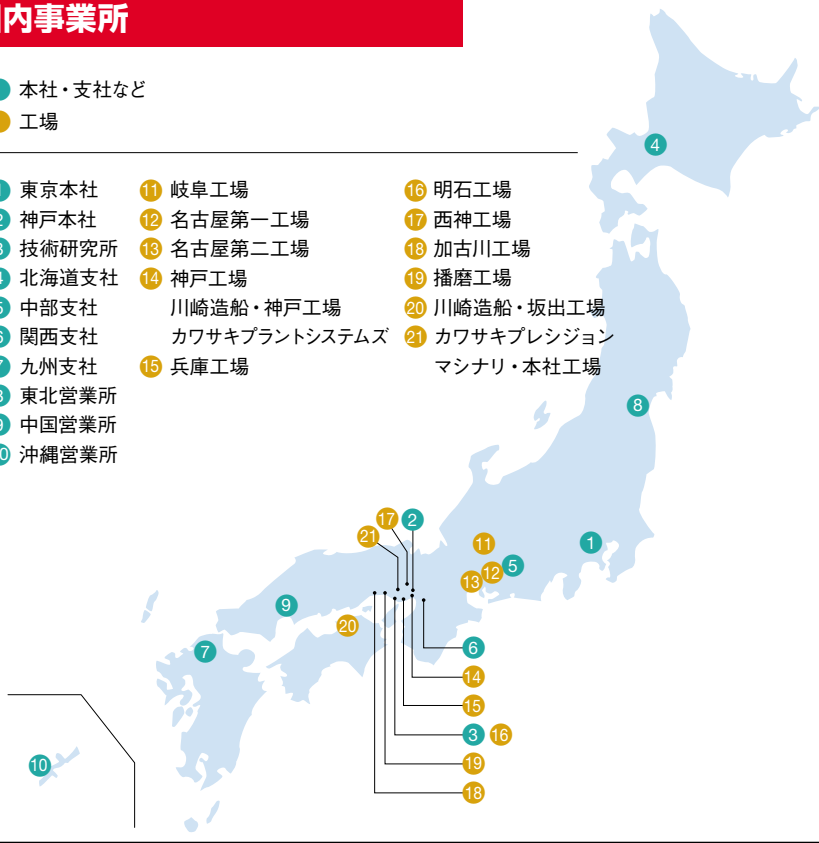 内事業所
本社・支社など
工場
東京本社
神戸本社
技術研究所
北海道支社
中部支社
関西支社
九州支社
東北営業所
中国営業所
沖縄営業所
11 岐阜工場
12 名古屋第一工場
13 名古屋第二工場
14 神戸工場
川崎造船・神戸工場
カワサキプラントシステムズ
15 兵庫工場
16 明石工場
17 西神工場
18 加古川工場
19 播磨工場
20 川崎造船・坂出工場
21 カワサキプレシジョン
マシナリ・本社工場
4
8
17 2
21
11
1
5
12
13
9
20
7
6
14
15
3 16
19
18
10